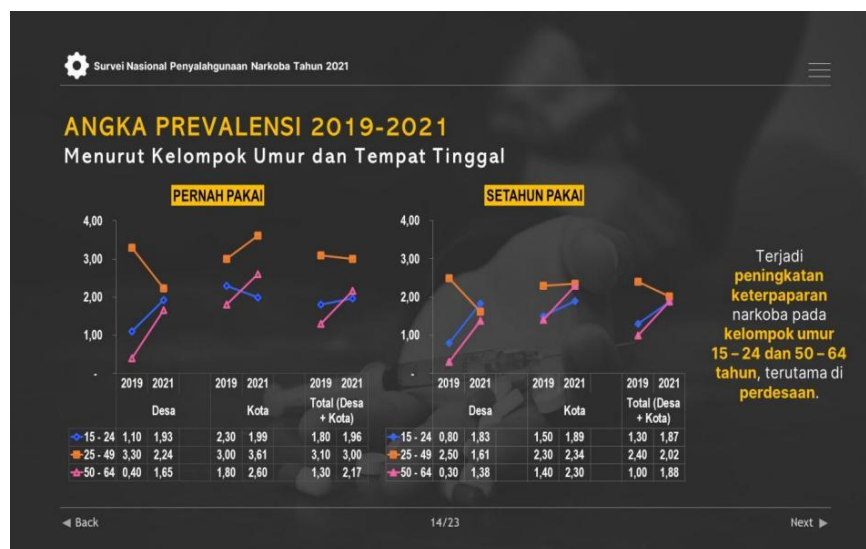 Survei Nasional Penyalahgunaan Narkoba Tahun 2021
ANGKA PREVALENSI 2019-2021
Menurut Kelompok Umur dan Tempat Tinggal
PERNAH PAKAI
4,00
3,00
2,00
1,00
-
2019 2021 2019 2021 2019 2021
Desa Kota Total (Desa + Kota)
15 - 24 1,10 1,93 2,30 1,99 1,80 1,96
25 - 49 3,30 2,24 3,00 3,61 3,10 3,00
50 - 64 0,40 1,65 1,80 2,60 1,30 2,17
SETAHUN PAKAI
4,00
3,00
2,00
1,00
-
2019 2021 2019 2021 2019 2021
Desa Kota Total (Desa + Kota)
15 - 24 0,80 1,83 1,50 1,89 1,30 1,87
25 - 49 2,50 1,61 2,30 2,34 2,40 2,02
50 - 64 0,30 1,38 1,40 2,30 1,00 1,88
Terjadi
peningkatan
keterpaparan
narkoba pada
kelompok umur
15 – 24 dan 50 – 64
tahun, terutama di
perdesaan.
◀ Back
14/23
Next ▶